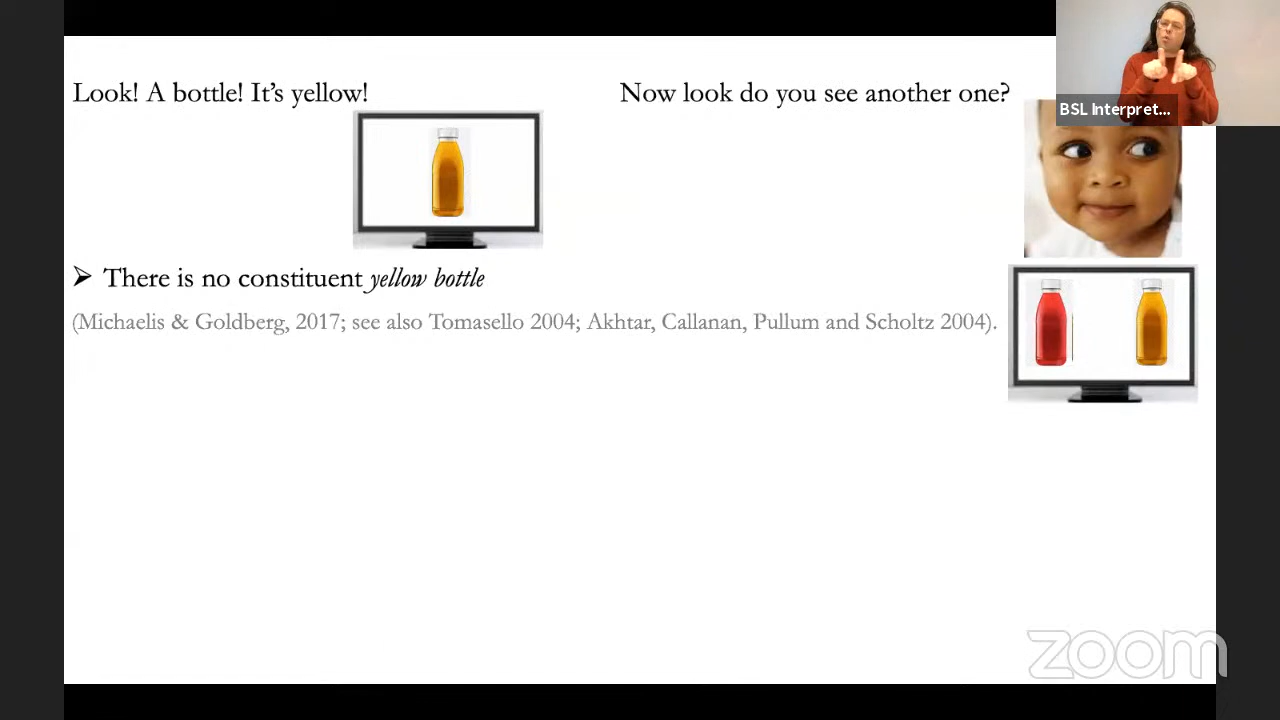 Look! A bottle! It’s yellow!
Now look do you see another one?
BSL Interpret...
➢ There is no constituent yellow bottle
(Michaelis & Goldberg, 2017; see also Tomasello 2004; Akhtar, Callanan, Pullum and Scholtz 2004).
zoom